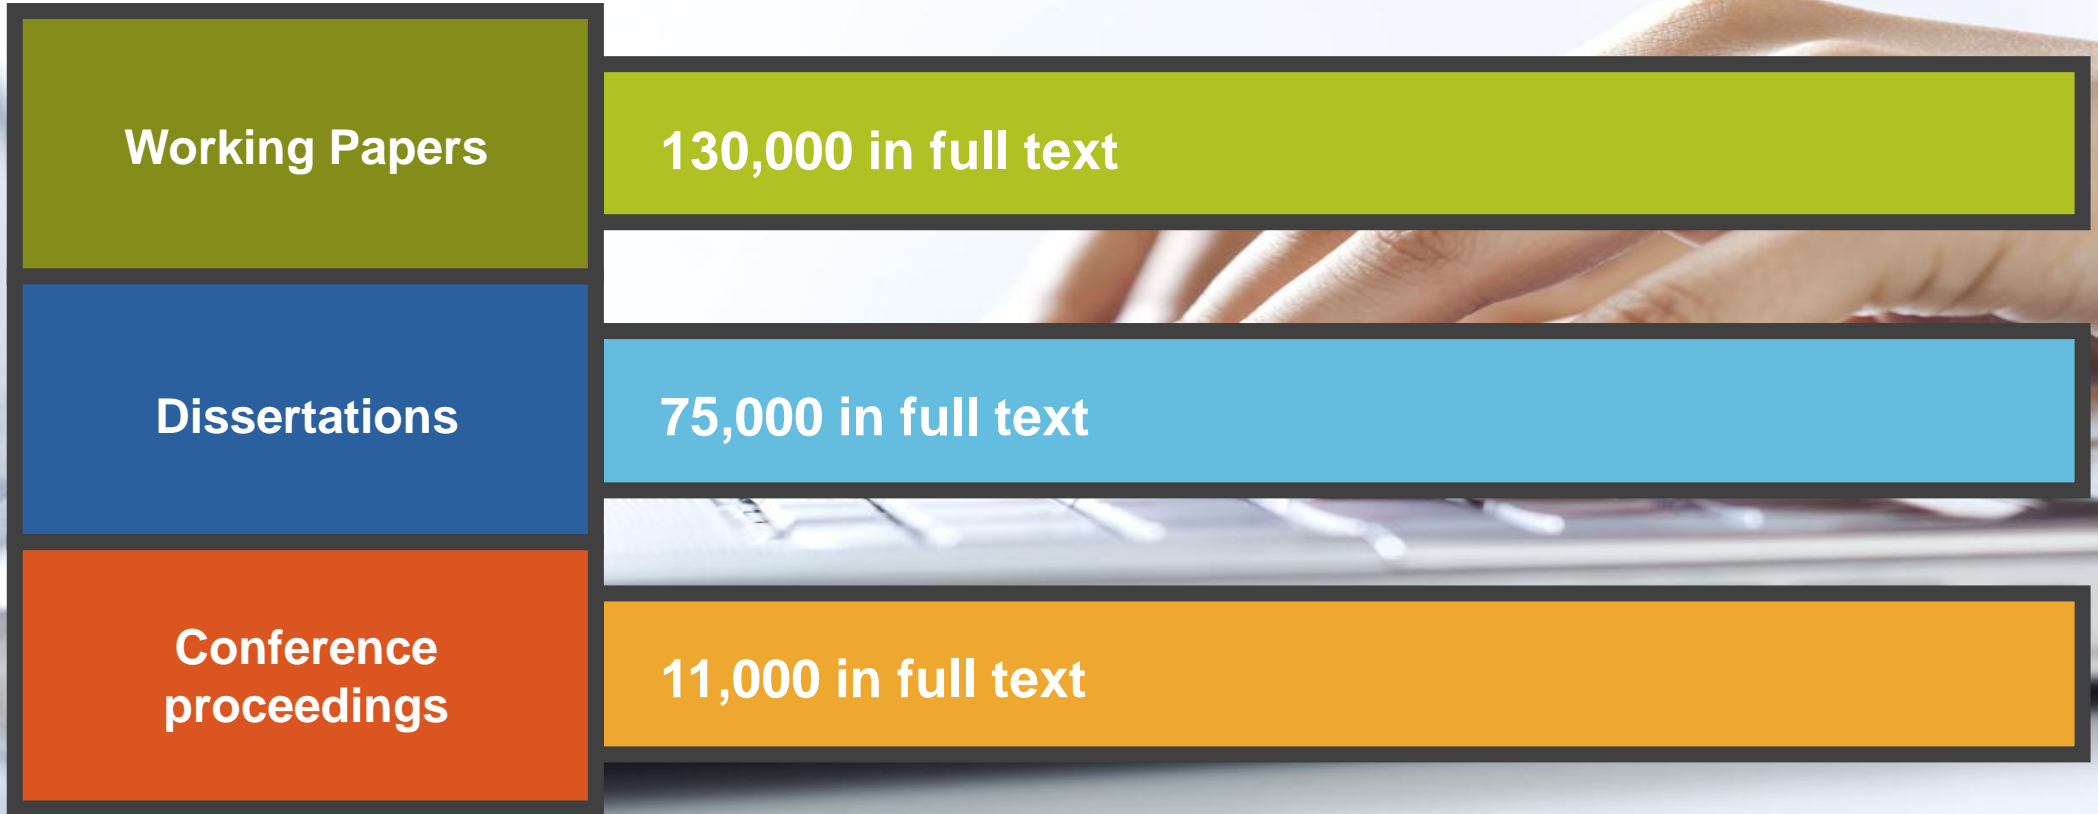 Working Papers
130,000 in full text
Dissertations
75,000 in full text
Conference
proceedings
11,000 in full text